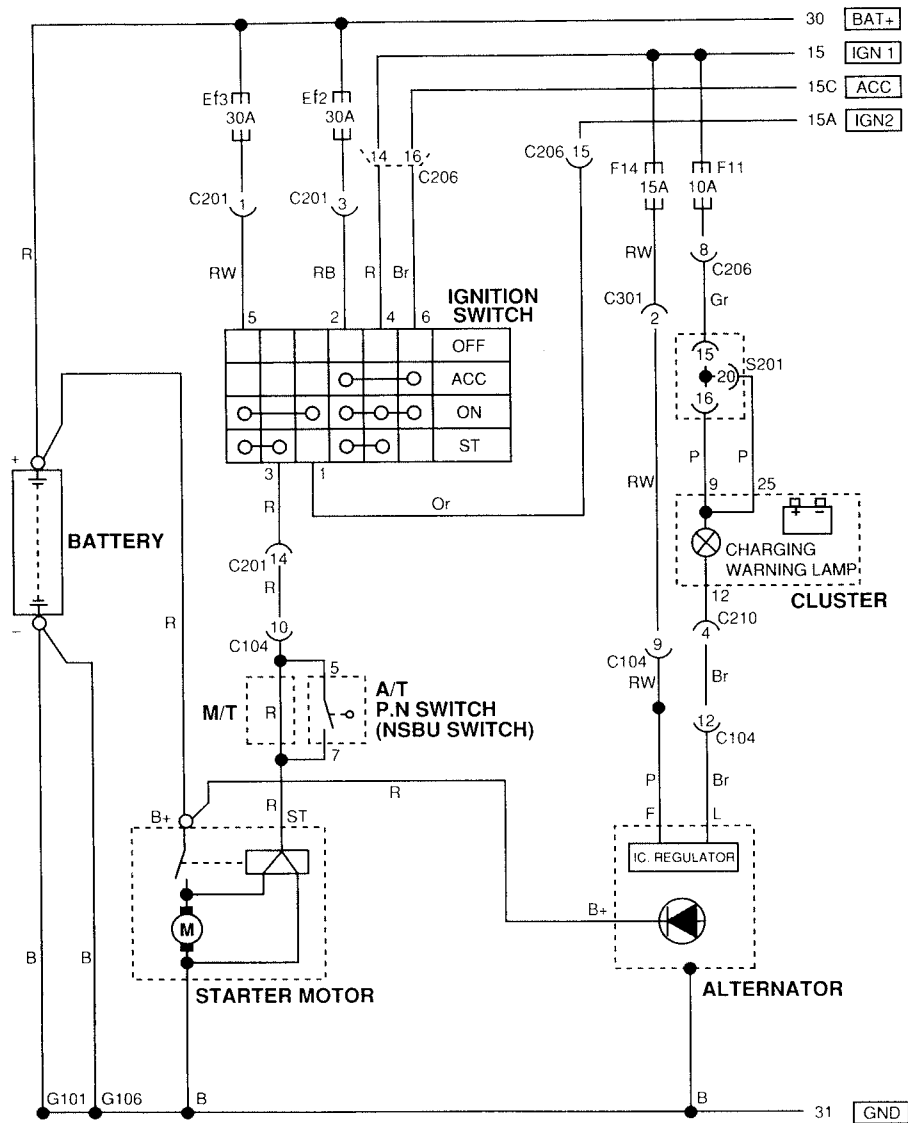 30 BAT+
15 IGN 1
15C ACC
15A IGN2
Ef3
30A
Ef2
30A
14
16
C206
C206 15
F14
15A
F11
10A
C201 1
C201 3
R
RW
RB
R
Br
RW
8
C206
C301
2
Gr
IGNITION
SWITCH
5
2
4
6
OFF
ACC
ON
ST
3
1
15
20
S201
16
P
P
R
Or
RW
9
25
+
BATTERY
–
C201 14
R
+ –
CHARGING
WARNING LAMP
12
CLUSTER
R
10
C104
C210
4
9
C104
RW
Br
M/T
R
5
A/T
P.N SWITCH
(NSBU SWITCH)
7
12
C104
R
R
P
Br
B+
ST
F
L
IC. REGULATOR
M
B+
B
B
STARTER MOTOR
ALTERNATOR
G101
G106
B
B
31 GND